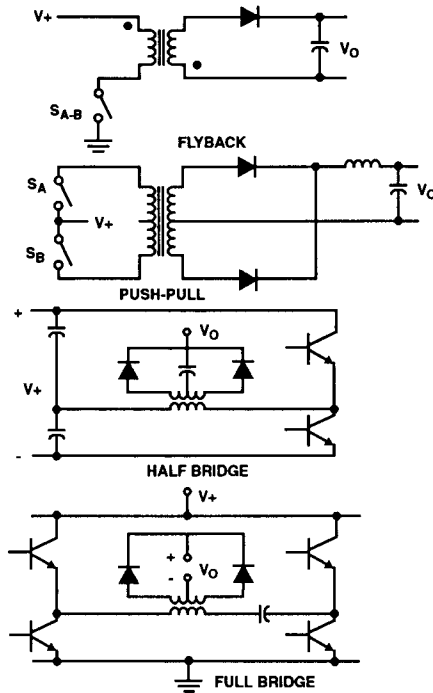 V+
VO
SA-B
FLYBACK
SA
V+
SB
VO
PUSH-PULL
+
VO
V+
-
HALF BRIDGE
V+
+
VO
-
FULL BRIDGE